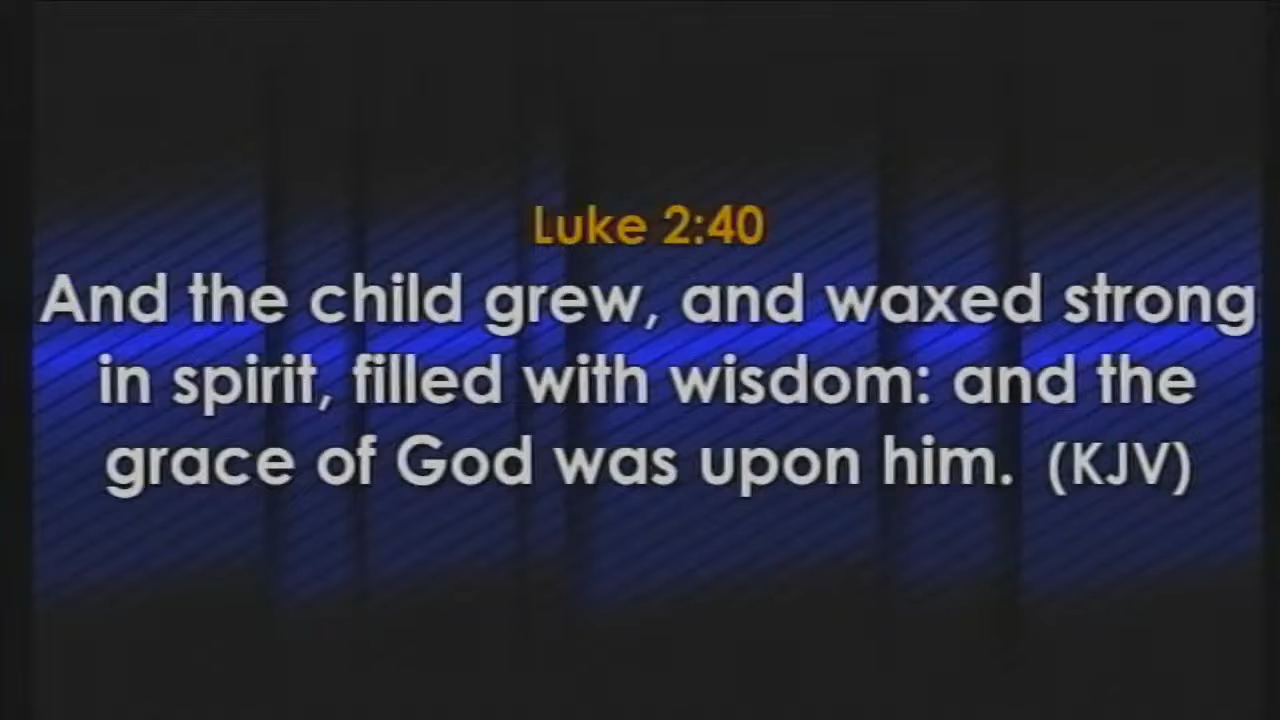 Luke 2:40
And the child grew, and waxed strong
in spirit, filled with wisdom: and the
grace of God was upon him. (KJV)